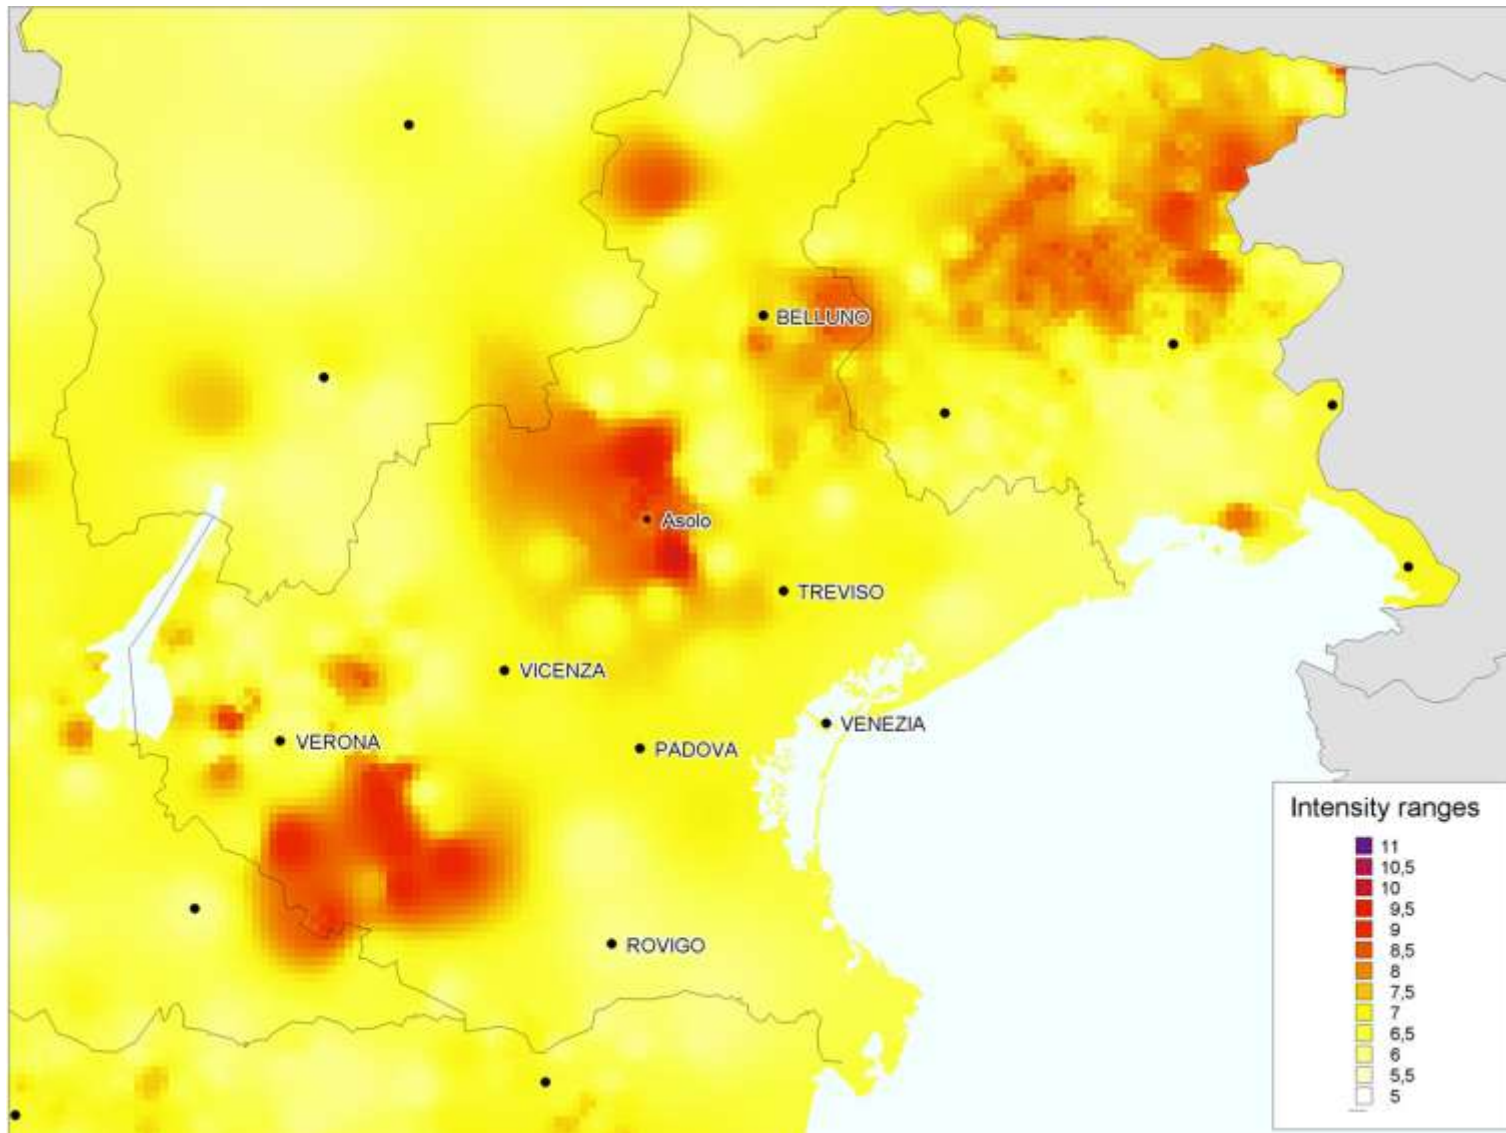 BELLUNO
Asolo
TREVISO
VICENZA
VENEZIA
VERONA
PADOVA
ROVIGO
Intensity ranges
11
10,5
10
9,5
9
8,5
8
7,5
7
6,5
6
5,5
5